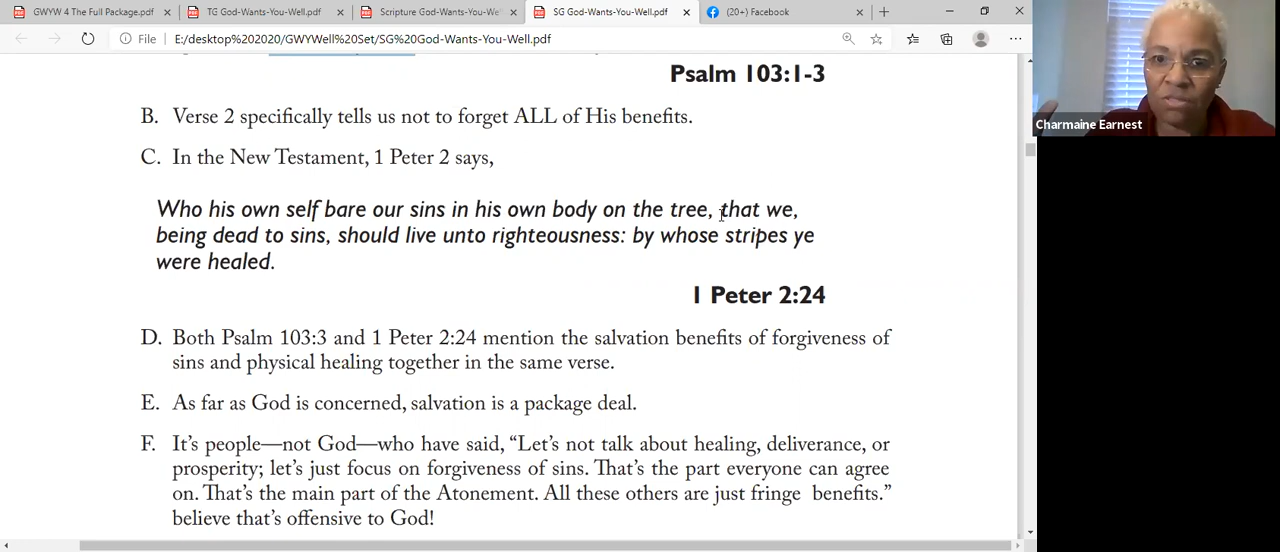 GWYW 4 The Full Package.pdf
TG God-Wants-You-Well.pdf
Scripture God-Wants-You-We
SG God-Wants-You-Well.pdf
(20+) Facebook
File
E:/desktop%202020/GWYWell%20Set/SG%20God-Wants-You-Well.pdf
Charmaine Earnest
Psalm 103:1-3
B. Verse 2 specifically tells us not to forget ALL of His benefits.
C. In the New Testament, 1 Peter 2 says,
Who his own self bare our sins in his own body on the tree, that we,
being dead to sins, should live unto righteousness: by whose stripes ye
were healed.
1 Peter 2:24
D. Both Psalm 103:3 and 1 Peter 2:24 mention the salvation benefits of forgiveness of
sins and physical healing together in the same verse.
E. As far as God is concerned, salvation is a package deal.
F. It’s people—not God—who have said, “Let’s not talk about healing, deliverance, or
prosperity; let’s just focus on forgiveness of sins. That’s the part everyone can agree
on. That’s the main part of the Atonement. All these others are just fringe benefits.”
believe that’s offensive to God!